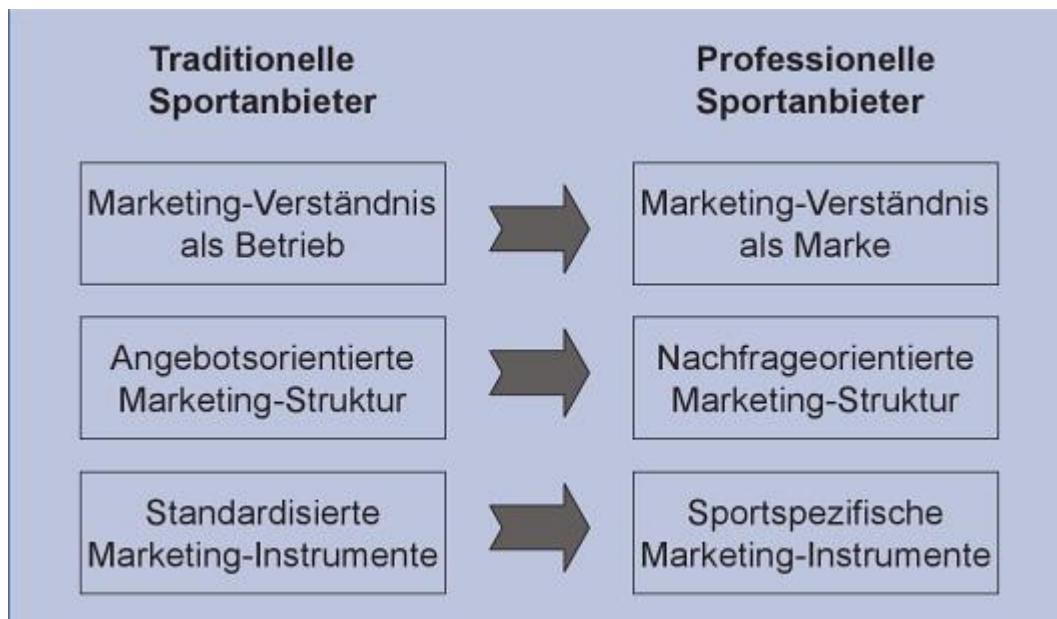 Traditionelle
Sportanbieter
Professionelle
Sportanbieter
Marketing-Verständnis
als Betrieb
Marketing-Verständnis
als Marke
Angebotsorientierte
Marketing-Struktur
Nachfrageorientierte
Marketing-Struktur
Standardisierte
Marketing-Instrumente
Sportspezifische
Marketing-Instrumente